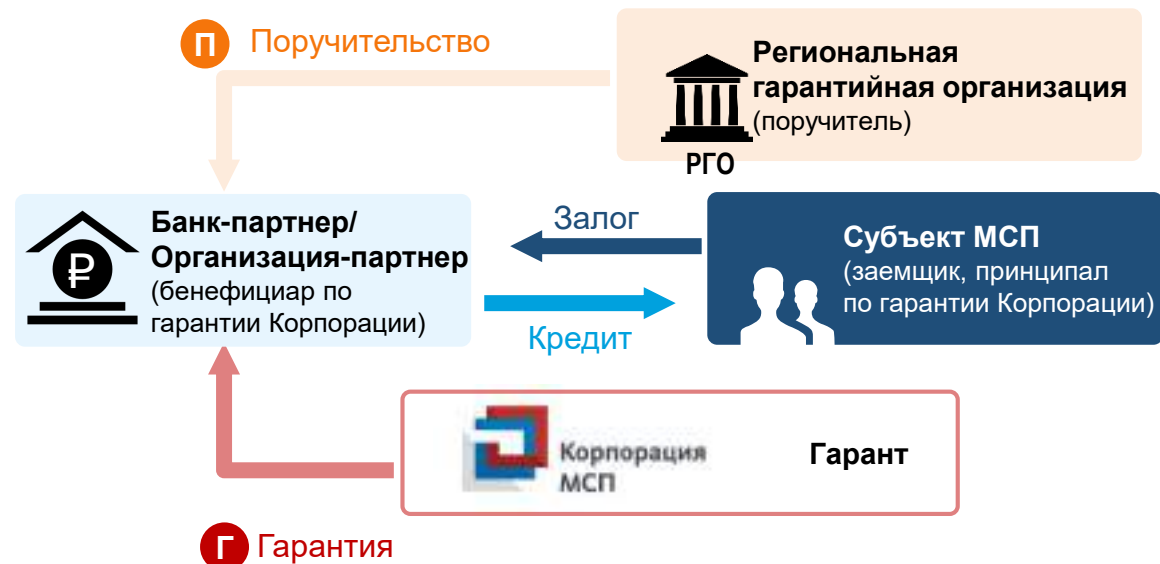 П Поручительство
Региональная
гарантийная организация
(поручитель)
РГО
₽
Банк-партнер/
Организация-партнер
(бенефициар по
гарантии Корпорации)
Залог
Кредит
Субъект МСП
(заемщик, принципал
по гарантии Корпорации)
Корпорация
МСП
Гарант
Г Гарантия